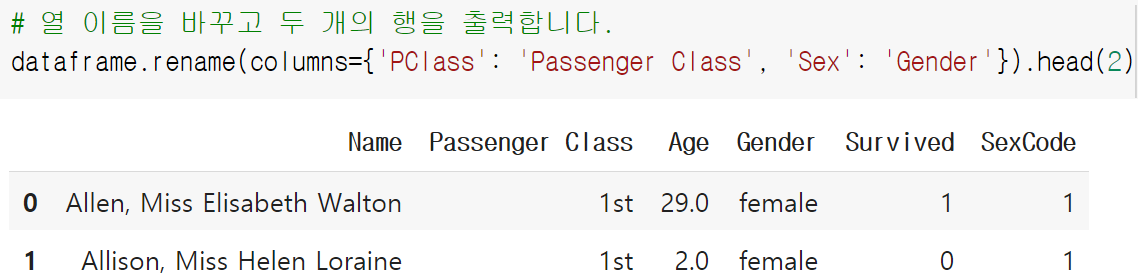 # 열 이름을 바꾸고 두 개의 행을 출력합니다.
dataframe.rename(columns={'PClass': 'Passenger Class', 'Sex': 'Gender'}).head(2)
Name Passenger Class Age Gender Survived SexCode
0 Allen, Miss Elisabeth Walton 1st 29.0 female 1 1
1 Allison, Miss Helen Loraine 1st 2.0 female 0 1